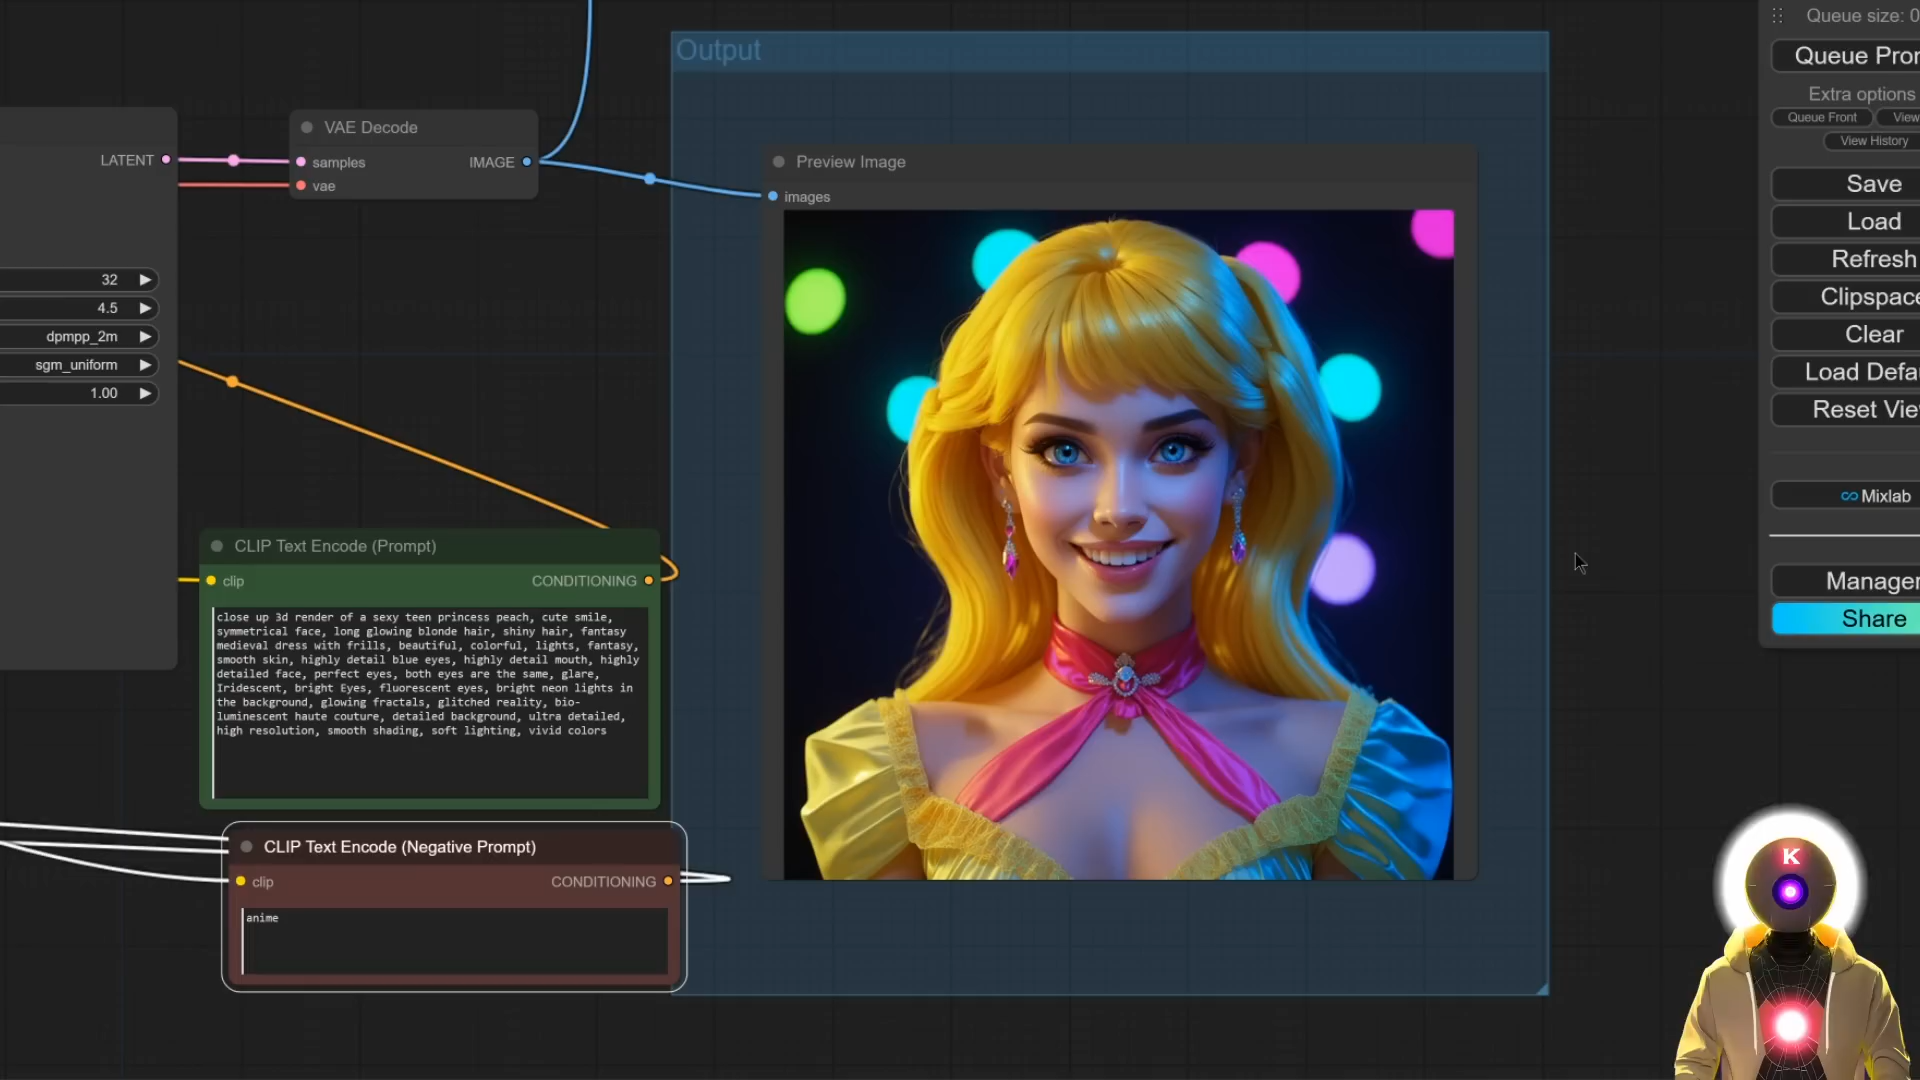 Queue size: 0
Output
Queue Pron
Extra options
Queue Front
View
View History
VAE Decode
LATENT
samples
IMAGE
vae
Preview Image
images
Save
Load
Refresh
Clipspace
Clear
Load Defau
Reset View
32
4.5
dpmpp_2m
sgm_uniform
1.00
Mixlab
Manager
Share
CLIP Text Encode (Prompt)
clip
CONDITIONING
close up 3d render of a sexy teen princess peach, cute smile,
symmetrical face, long glowing blonde hair, shiny hair, fantasy
medieval dress with frills, beautiful, colorful, lights, fantasy,
smooth skin, highly detail blue eyes, highly detail mouth, highly
detailed face, perfect eyes, both eyes are the same, glare,
Iridescent, bright Eyes, fluorescent eyes, bright neon lights in
the background, glowing fractals, glitched reality, bio-
luminescent haute couture, detailed background, ultra detailed,
high resolution, smooth shading, soft lighting, vivid colors
CLIP Text Encode (Negative Prompt)
clip
CONDITIONING
anime
K